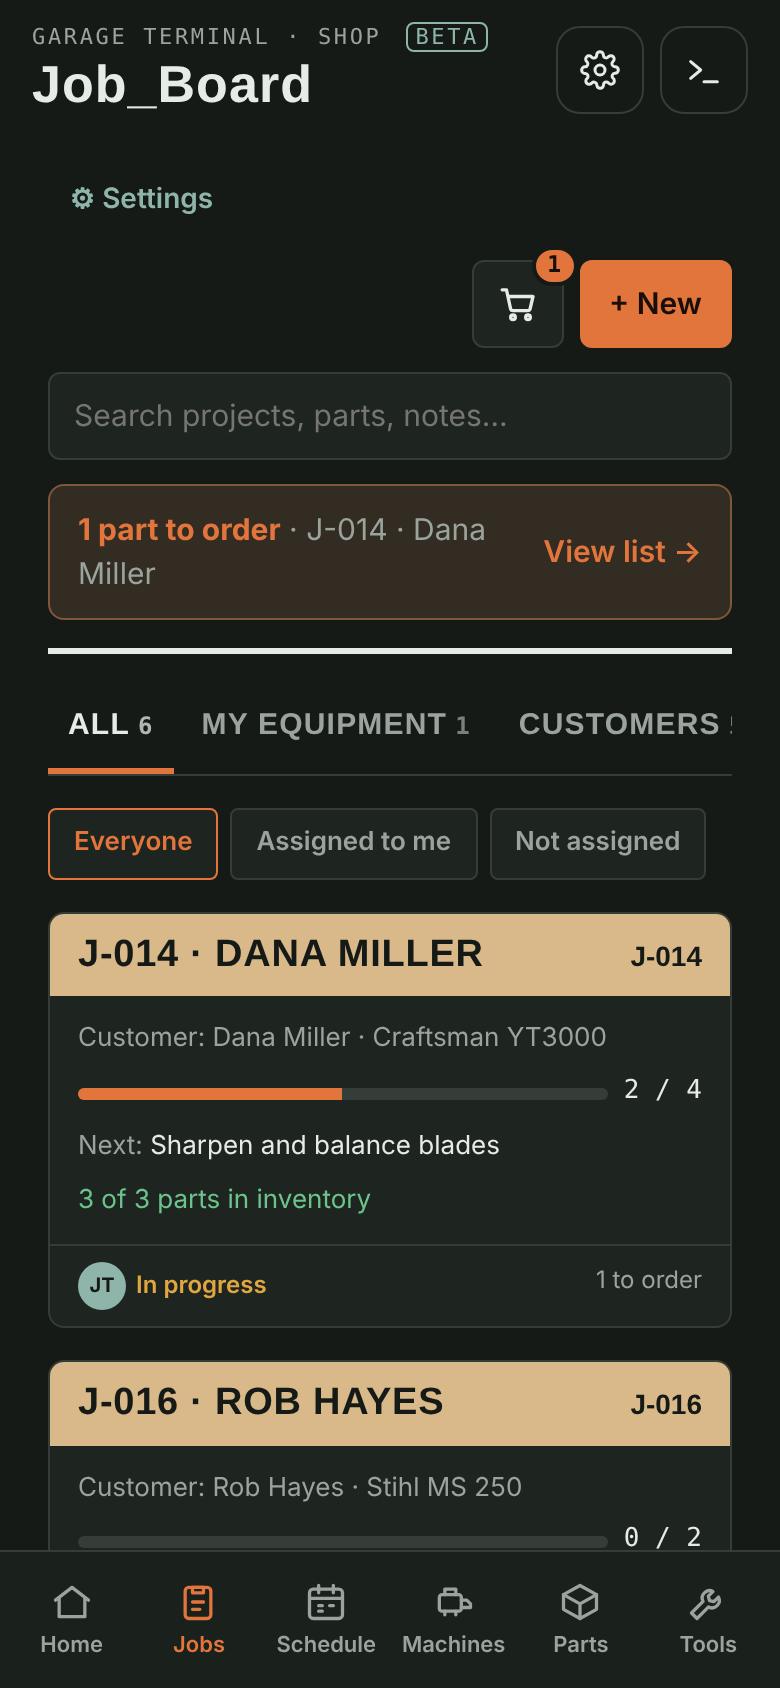 GARAGE TERMINAL · SHOP BETA
Job_Board
⚙ Settings
1
+ New
Search projects, parts, notes...
1 part to order · J-014 · Dana
Miller
View list →
ALL 6 MY EQUIPMENT 1 CUSTOMERS
Everyone Assigned to me Not assigned
J-014 · DANA MILLER J-014
Customer: Dana Miller · Craftsman YT3000
2 / 4
Next: Sharpen and balance blades
3 of 3 parts in inventory
JT In progress 1 to order
J-016 · ROB HAYES J-016
Customer: Rob Hayes · Stihl MS 250
0 / 2
Home Jobs Schedule Machines Parts Tools